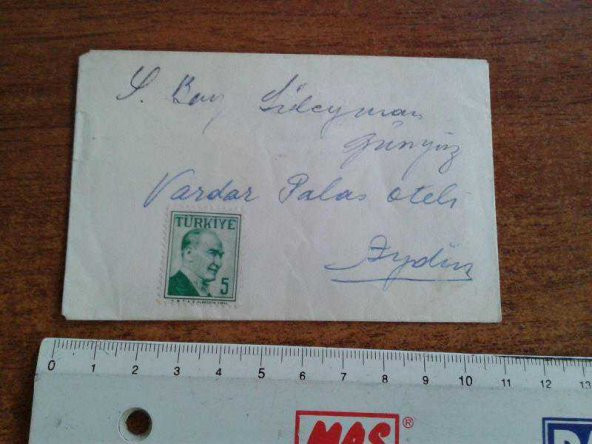 S. Bay Süleyman
Günyüz
Vardar Palas oteli
TÜRKİYE
5
Aydın
0 1 2 3 4 5 6 7 8 9 10 11 12 13
MAS®